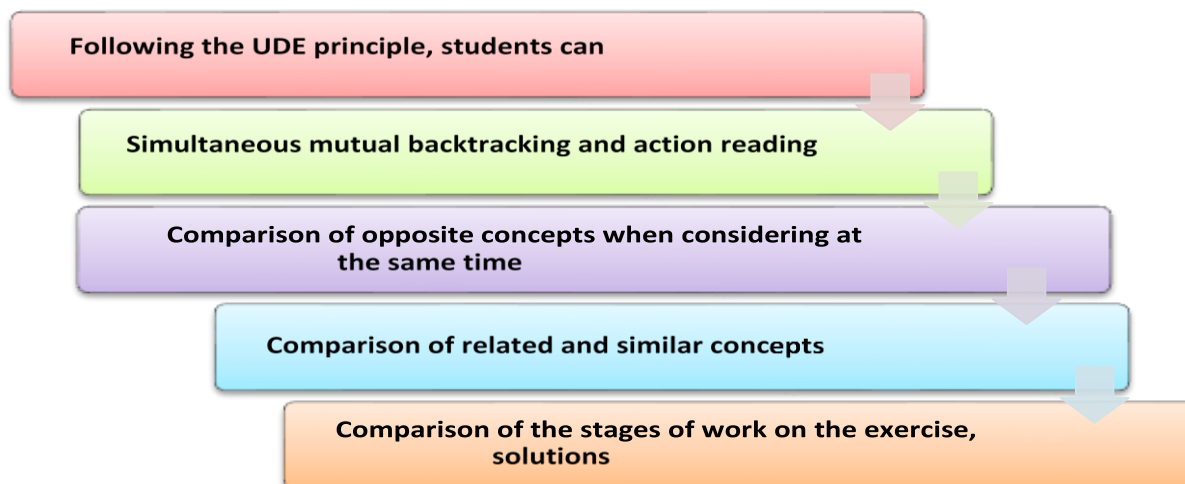 Following the UDE principle, students can
Simultaneous mutual backtracking and action reading
Comparison of opposite concepts when considering at
the same time
Comparison of related and similar concepts
Comparison of the stages of work on the exercise,
solutions